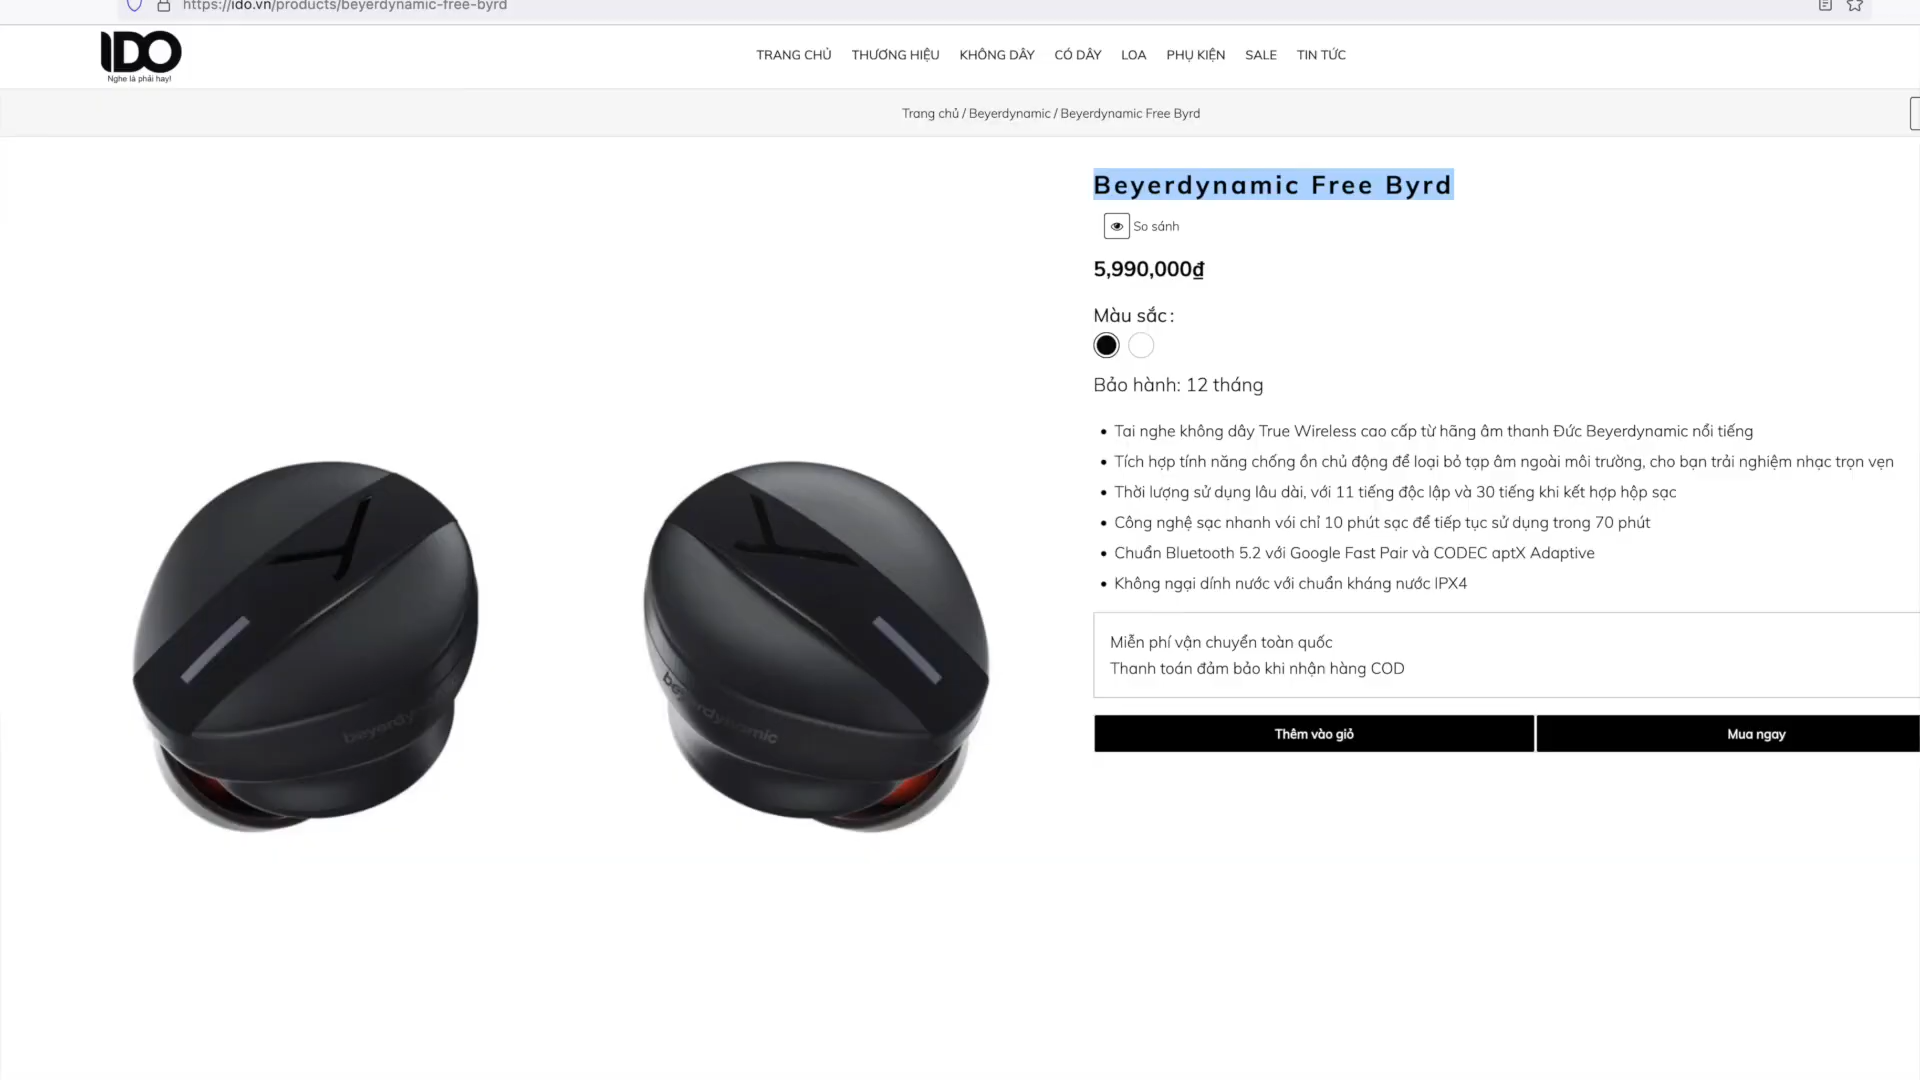 https://ido.vn/products/beyerdynamic-free-byrd
IDO
Nghe là phải hay!
TRANG CHỦ THƯƠNG HIỆU KHÔNG DÂY CÓ DÂY LOA PHỤ KIỆN SALE TIN TỨC
Trang chủ / Beyerdynamic / Beyerdynamic Free Byrd
Beyerdynamic Free Byrd
So sánh
5,990,000₫
Màu sắc:
Bảo hành: 12 tháng
Tai nghe không dây True Wireless cao cấp từ hãng âm thanh Đức Beyerdynamic nổi tiếng
Tích hợp tính năng chống ồn chủ động để loại bỏ tạp âm ngoài môi trường, cho bạn trải nghiệm nhạc trọn vẹn
Thời lượng sử dụng lâu dài, với 11 tiếng độc lập và 30 tiếng khi kết hợp hộp sạc
Công nghệ sạc nhanh vói chỉ 10 phút sạc để tiếp tục sử dụng trong 70 phút
Chuẩn Bluetooth 5.2 với Google Fast Pair và CODEC aptX Adaptive
Không ngại dính nước với chuẩn kháng nước IPX4
Miễn phí vận chuyển toàn quốc
Thanh toán đảm bảo khi nhận hàng COD
Thêm vào giỏ
Mua ngay
beyerdynamic